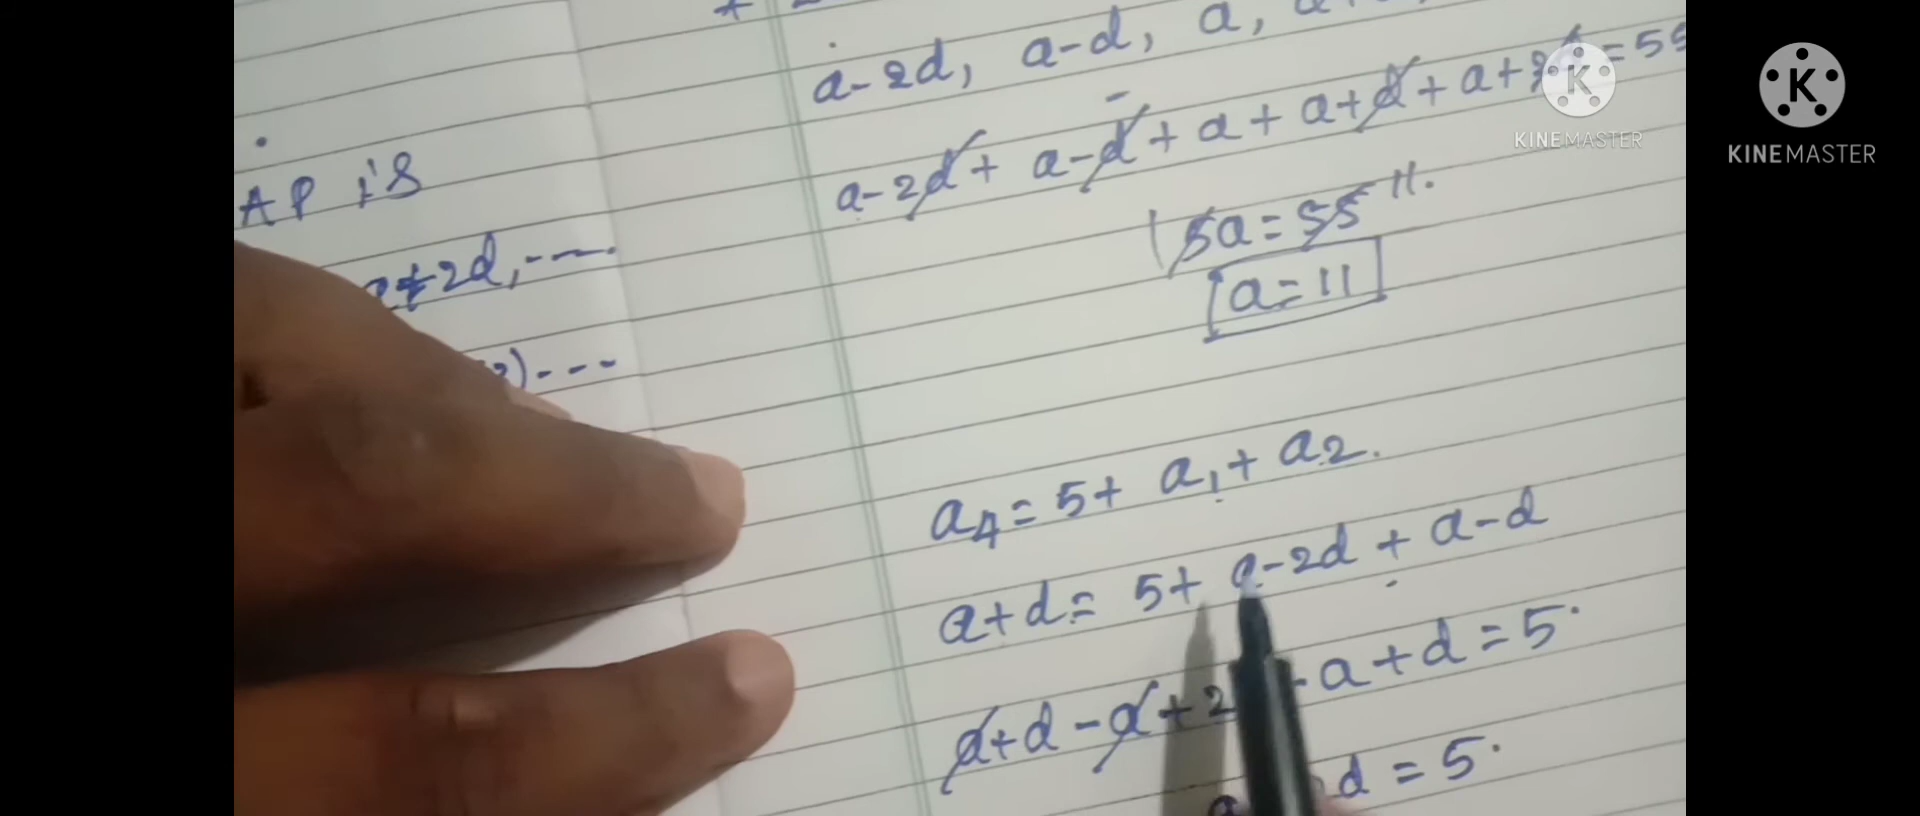 a-2d, a-d, a,
a-2d + a-d + a + a+d + a+2d = 55
5a = 55 11.
a = 11
AP is
a+2d, ----.
) - - -
a4 = 5 + a1 + a2.
a+d = 5 + a-2d + a-d
a+d - a + 2 - a + d = 5.
d = 5.
KINEMASTER
KINEMASTER